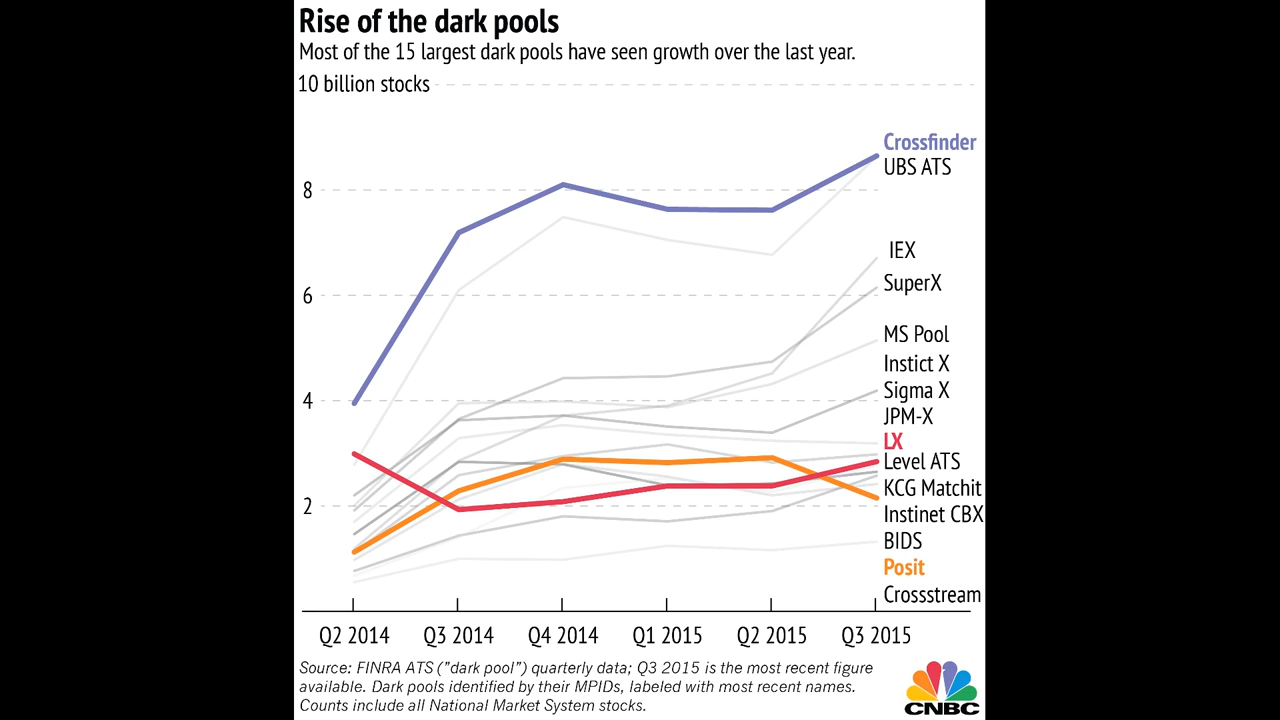 Rise of the dark pools
Most of the 15 largest dark pools have seen growth over the last year.
10 billion stocks
Crossfinder
UBS ATS
8
IEX
SuperX
6
MS Pool
Instict X
Sigma X
4
JPM-X
LX
Level ATS
KCG Matchit
2
Instinet CBX
BIDS
Posit
Crossstream
Q2 2014 Q3 2014 Q4 2014 Q1 2015 Q2 2015 Q3 2015
Source: FINRA ATS ("dark pool") quarterly data; Q3 2015 is the most recent figure
available. Dark pools identified by their MPIDs, labeled with most recent names.
Counts include all National Market System stocks.
CNBC